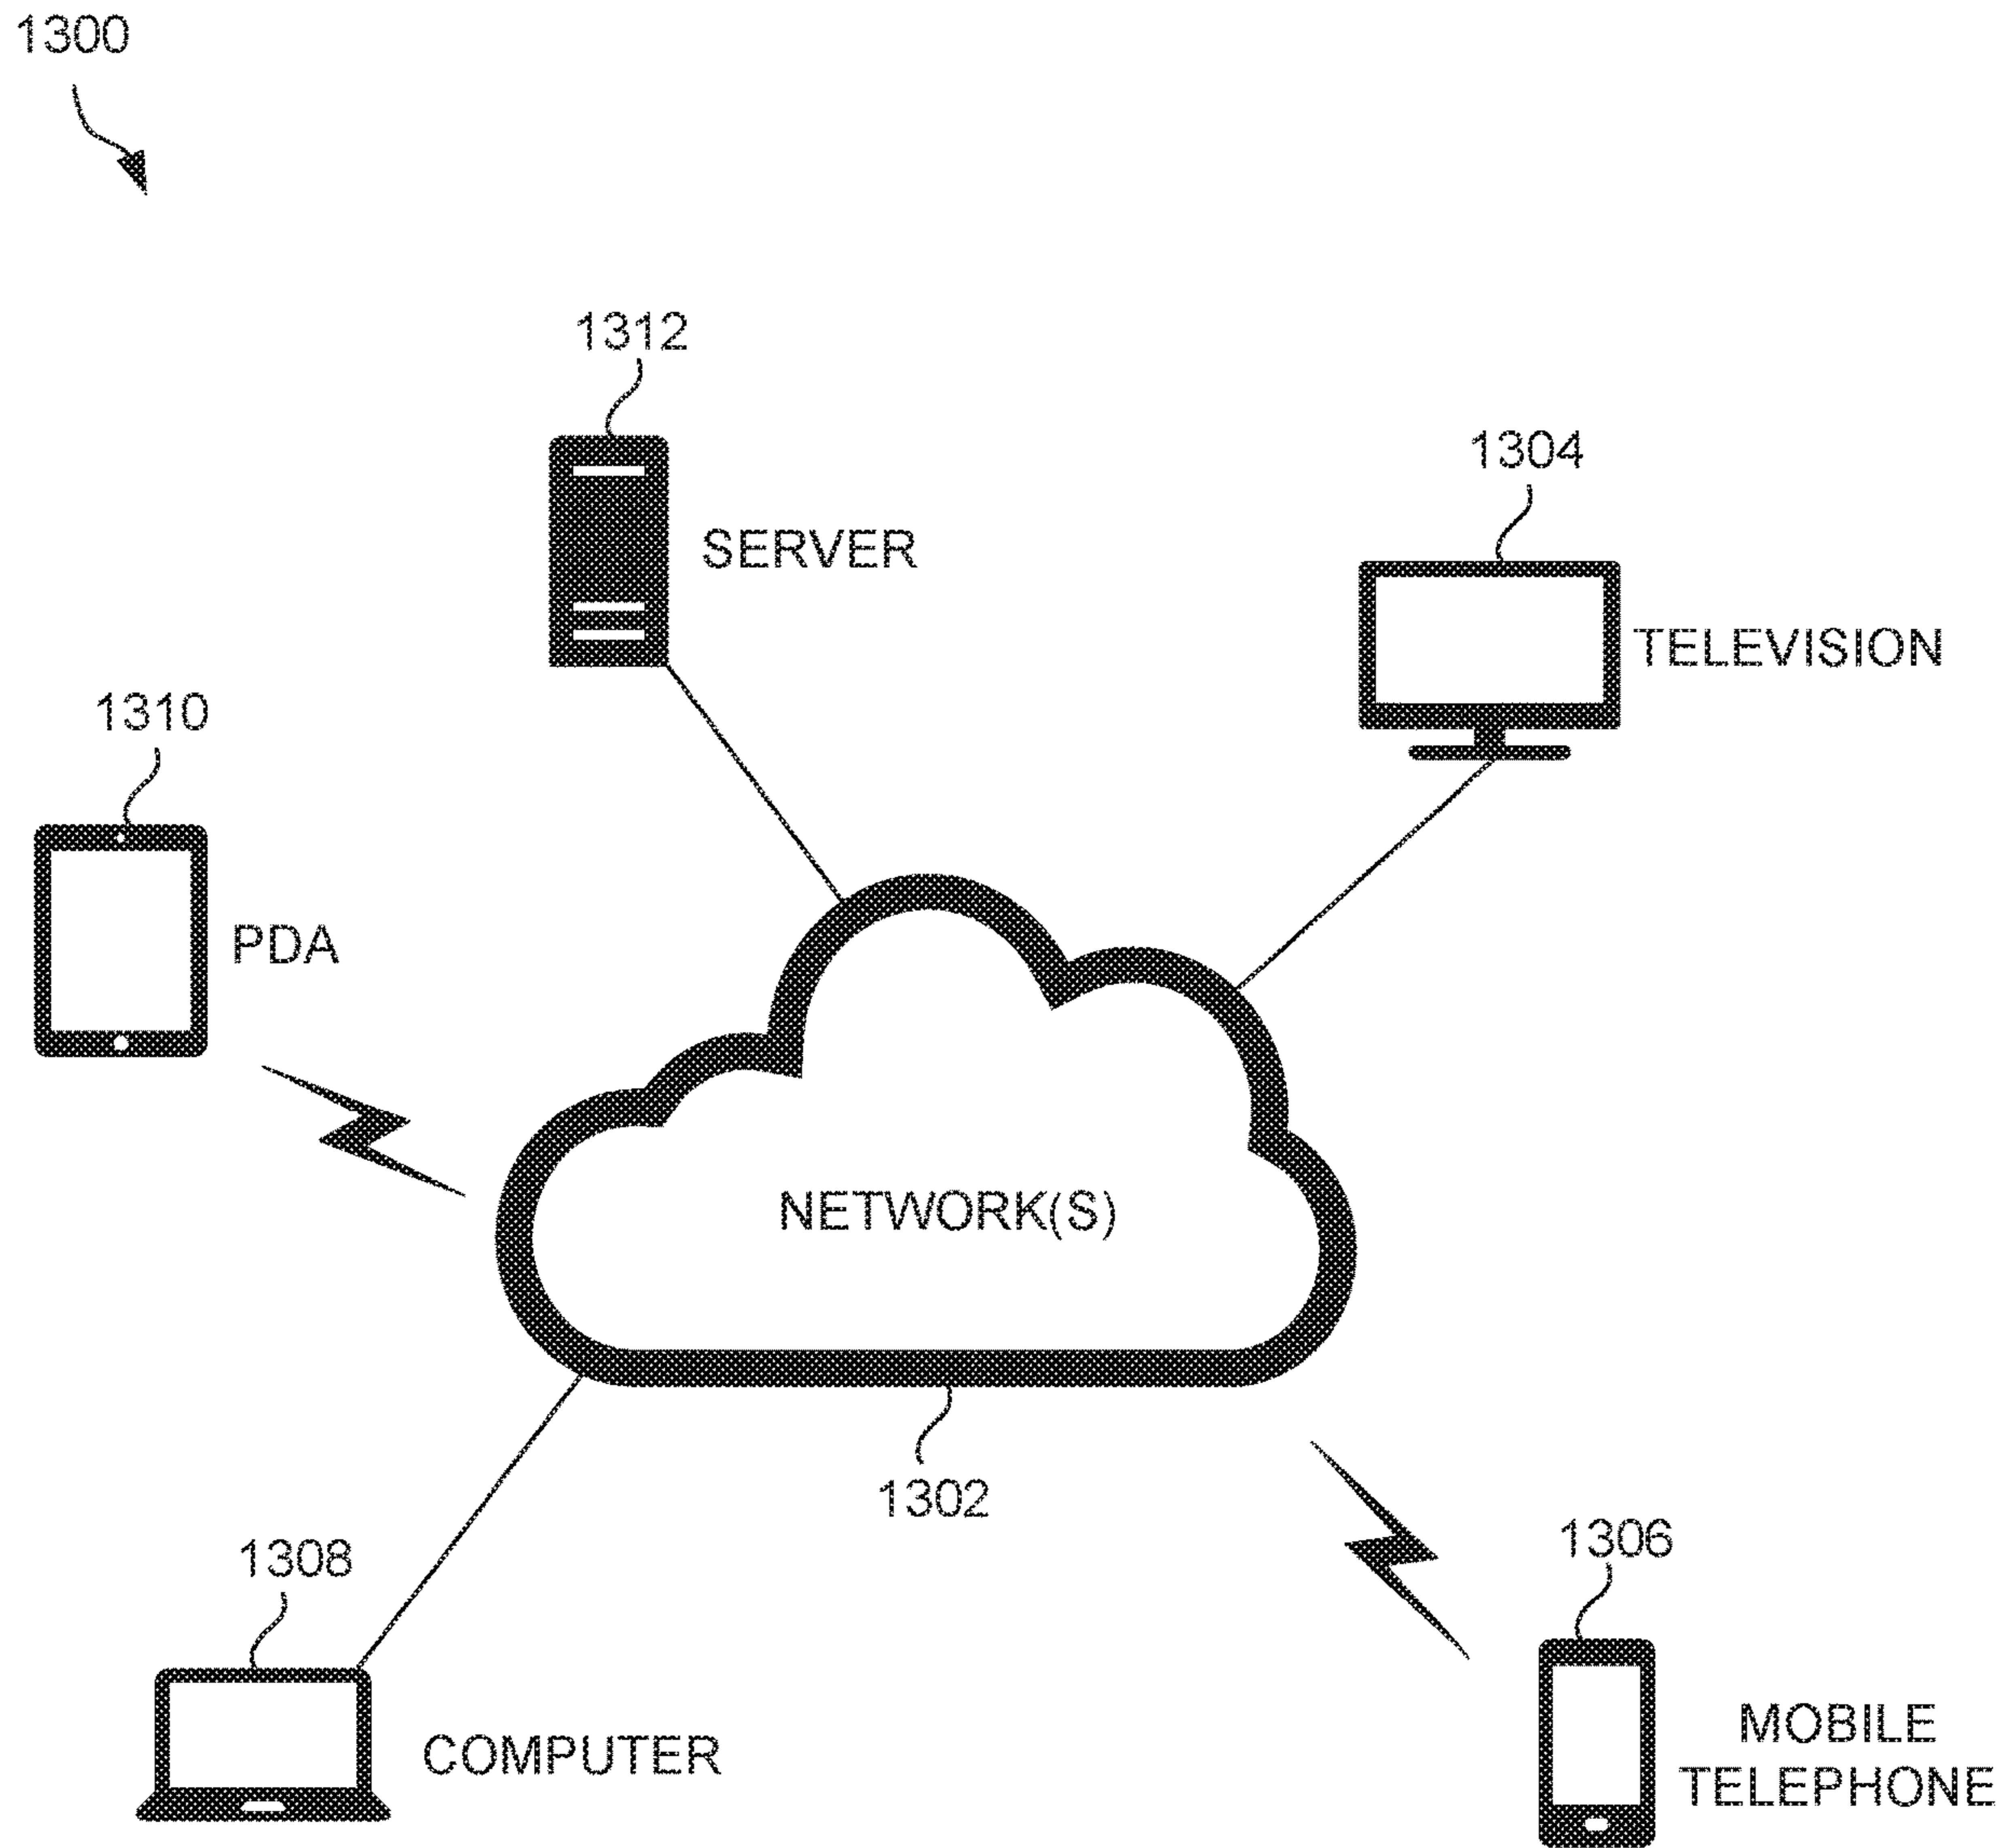 1300
1312
SERVER
1304
TELEVISION
1310
PDA
NETWORK(S)
1302
1308
COMPUTER
1306
MOBILE
TELEPHONE